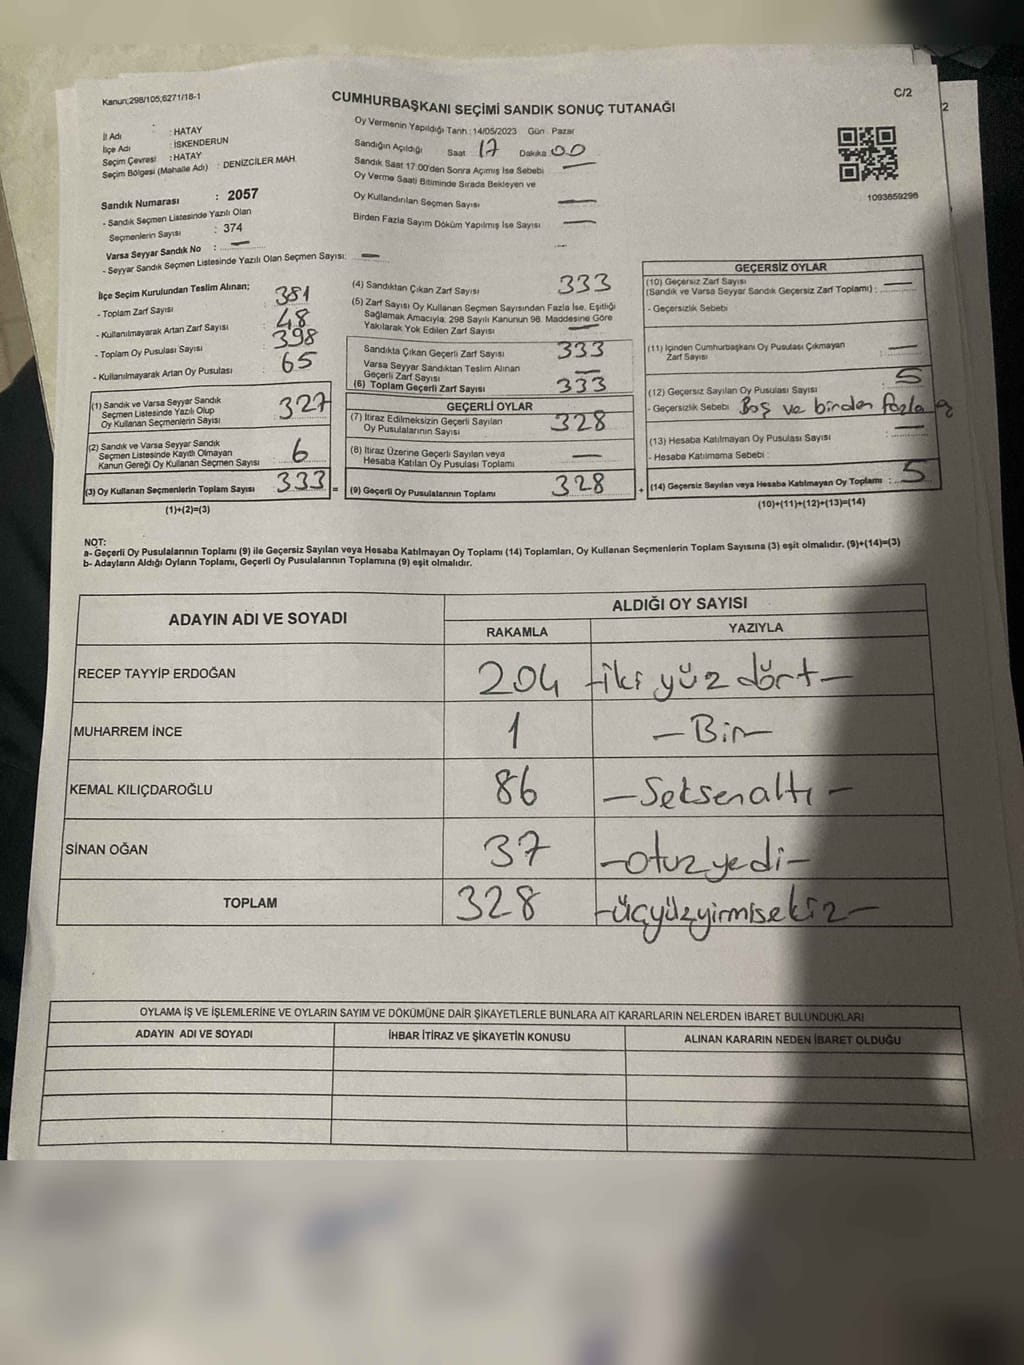 Kanun;298/105,6271/18-1
C/2
2
CUMHURBAŞKANI SEÇİMİ SANDIK SONUÇ TUTANAĞI
İl Adı : HATAY
İlçe Adı : İSKENDERUN
Seçim Çevresi : HATAY
Seçim Bölgesi (Mahalle Adı) : DENİZCİLER MAH.
Sandık Numarası : 2057
- Sandık Seçmen Listesinde Yazılı Olan
Seçmenlerin Sayısı : 374
Varsa Seyyar Sandık No : —
- Seyyar Sandık Seçmen Listesinde Yazılı Olan Seçmen Sayısı: —
Oy Vermenin Yapıldığı Tarih : 14/05/2023 Gün : Pazar
Sandığın Açıldığı Saat 17 Dakika 00
Sandık Saat 17:00'den Sonra Açımış İse Sebebi —
Oy Verme Saati Bitiminde Sırada Bekleyen ve
Oy Kullandırılan Seçmen Sayısı —
Birden Fazla Sayım Döküm Yapılmış İse Sayısı —
1093659296
İlçe Seçim Kurulundan Teslim Alınan;
- Toplam Zarf Sayısı : 381
- Kullanılmayarak Artan Zarf Sayısı : 48
- Toplam Oy Pusulası Sayısı : 398
- Kullanılmayarak Artan Oy Pusulası : 65
(1) Sandık ve Varsa Seyyar Sandık
Seçmen Listesinde Yazılı Olup
Oy Kullanan Seçmenlerin Sayısı : 327
(2) Sandık ve Varsa Seyyar Sandık
Seçmen Listesinde Kayıtlı Olmayan
Kanun Gereği Oy Kullanan Seçmen Sayısı : 6
(3) Oy Kullanan Seçmenlerin Toplam Sayısı : 333 =
(1)+(2)=(3)
(4) Sandıktan Çıkan Zarf Sayısı 333
(5) Zarf Sayısı Oy Kullanan Seçmen Sayısından Fazla İse, Eşitliği
Sağlamak Amacıyla; 298 Sayılı Kanunun 98. Maddesine Göre
Yakılarak Yok Edilen Zarf Sayısı —
Sandıkta Çıkan Geçerli Zarf Sayısı 333
Varsa Seyyar Sandıktan Teslim Alınan
Geçerli Zarf Sayısı —
(6) Toplam Geçerli Zarf Sayısı 333
GEÇERLİ OYLAR
(7) İtiraz Edilmeksizin Geçerli Sayılan
Oy Pusulalarının Sayısı 328
(8) İtiraz Üzerine Geçerli Sayılan veya
Hesaba Katılan Oy Pusulası Toplamı —
(9) Geçerli Oy Pusulalarının Toplamı 328 +
GEÇERSİZ OYLAR
(10) Geçersiz Zarf Sayısı
(Sandık ve Varsa Seyyar Sandık Geçersiz Zarf Toplamı) : —
- Geçersizlik Sebebi
(11) İçinden Cumhurbaşkanı Oy Pusulası Çıkmayan
Zarf Sayısı : —
(12) Geçersiz Sayılan Oy Pusulası Sayısı : 5
- Geçersizlik Sebebi Boş ve birden fazla
(13) Hesaba Katılmayan Oy Pusulası Sayısı : —
- Hesaba Katılmama Sebebi :
(14) Geçersiz Sayılan veya Hesaba Katılmayan Oy Toplamı : 5
(10)+(11)+(12)+(13)=(14)
NOT:
a- Geçerli Oy Pusulalarının Toplamı (9) ile Geçersiz Sayılan veya Hesaba Katılmayan Oy Toplamı (14) Toplamları, Oy Kullanan Seçmenlerin Toplam Sayısına (3) eşit olmalıdır. (9)+(14)=(3)
b- Adayların Aldığı Oyların Toplamı, Geçerli Oy Pusulalarının Toplamına (9) eşit olmalıdır.
ADAYIN ADI VE SOYADI
ALDIĞI OY SAYISI
RAKAMLA YAZIYLA
RECEP TAYYİP ERDOĞAN 204 -iki yüz dört-
MUHARREM İNCE 1 -Bir-
KEMAL KILIÇDAROĞLU 86 -Seksenaltı-
SİNAN OĞAN 37 -otuzyedi-
TOPLAM 328 -üçyüzyirmisekiz-
OYLAMA İŞ VE İŞLEMLERİNE VE OYLARIN SAYIM VE DÖKÜMÜNE DAİR ŞİKAYETLERLE BUNLARA AİT KARARLARIN NELERDEN İBARET BULUNDUKLARI
ADAYIN ADI VE SOYADI İHBAR İTİRAZ VE ŞİKAYETİN KONUSU ALINAN KARARIN NEDEN İBARET OLDUĞU